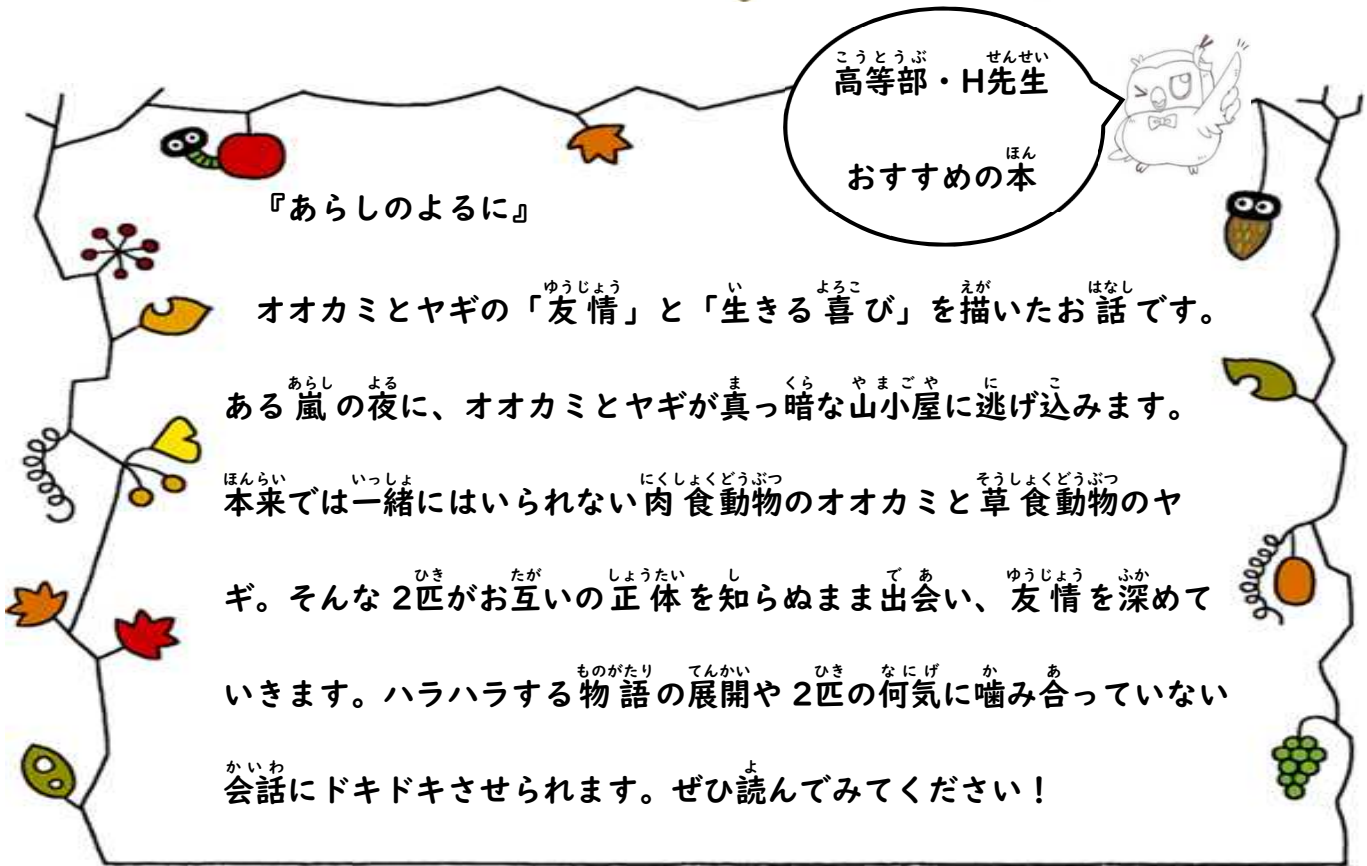 高等部・H先生
おすすめの本
『あらしのよるに』
オオカミとヤギの「友情」と「生きる喜び」を描いたお話です。
ある嵐の夜に、オオカミとヤギが真っ暗な山小屋に逃げ込みます。
本来では一緒にはいられない肉食動物のオオカミと草食動物のヤ
ギ。そんな2匹がお互いの正体を知らぬまま出会い、友情を深めて
いきます。ハラハラする物語の展開や2匹の何気に噛み合っていない
会話にドキドキさせられます。ぜひ読んでみてください！